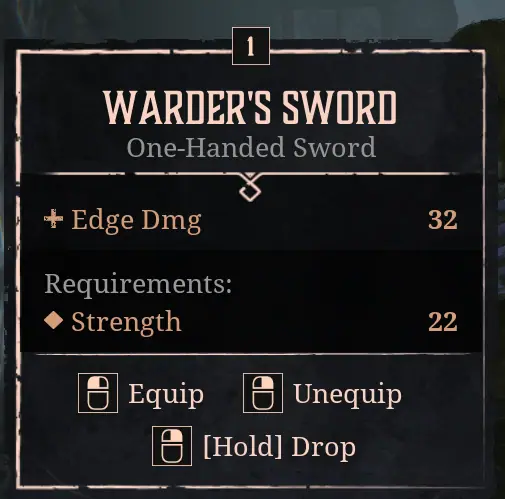 1
WARDER'S SWORD
One-Handed Sword
Edge Dmg 32
Requirements:
Strength 22
Equip Unequip
[Hold] Drop